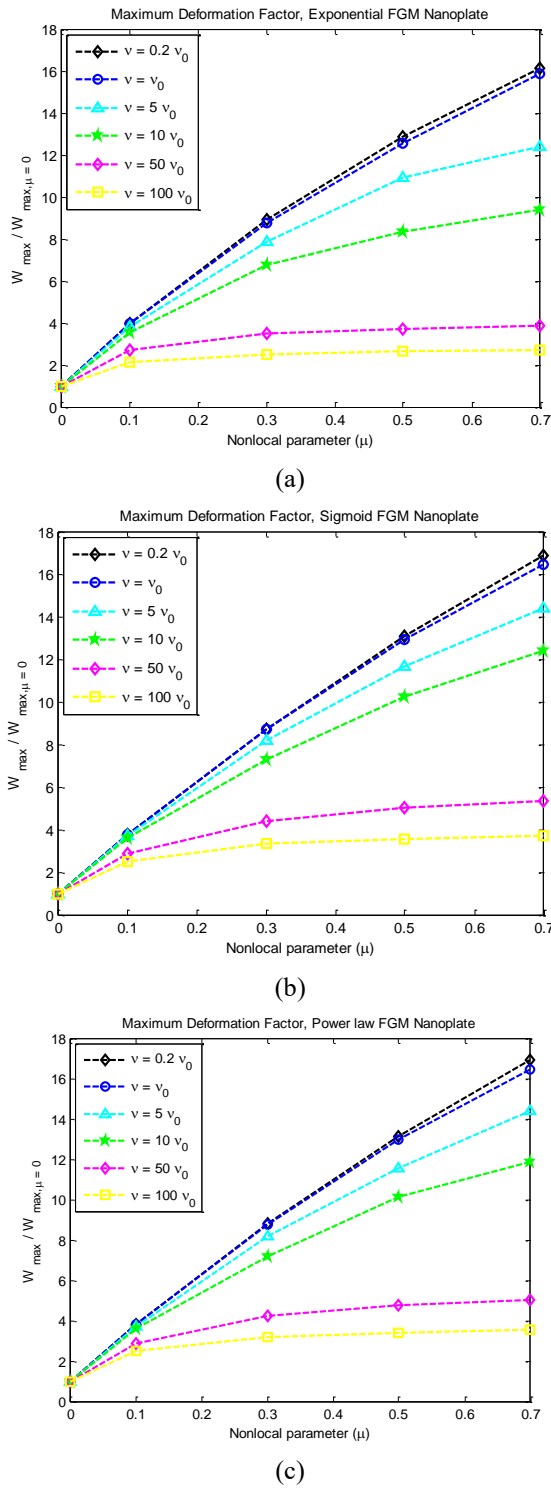 Maximum Deformation Factor, Exponential FGM Nanoplate
18
16
14
12
10
8
6
4
2
0
W max / W max, μ = 0
ν = 0.2 ν0
ν = ν0
ν = 5 ν0
ν = 10 ν0
ν = 50 ν0
ν = 100 ν0
0 0.1 0.2 0.3 0.4 0.5 0.6 0.7
Nonlocal parameter (μ)
(a)
Maximum Deformation Factor, Sigmoid FGM Nanoplate
18
16
14
12
10
8
6
4
2
0
W max / W max, μ = 0
ν = 0.2 ν0
ν = ν0
ν = 5 ν0
ν = 10 ν0
ν = 50 ν0
ν = 100 ν0
0 0.1 0.2 0.3 0.4 0.5 0.6 0.7
Nonlocal parameter (μ)
(b)
Maximum Deformation Factor, Power law FGM Nanoplate
18
16
14
12
10
8
6
4
2
0
W max / W max, μ = 0
ν = 0.2 ν0
ν = ν0
ν = 5 ν0
ν = 10 ν0
ν = 50 ν0
ν = 100 ν0
0 0.1 0.2 0.3 0.4 0.5 0.6 0.7
Nonlocal parameter (μ)
(c)